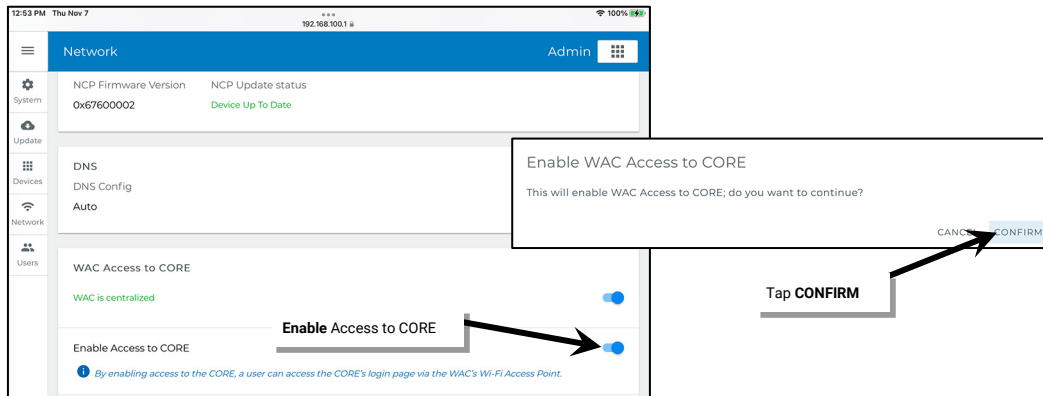 12:53 PM Thu Nov 7
192.168.100.1
100%
Network
Admin
System
Update
Devices
Network
Users
NCP Firmware Version NCP Update status
0x67600002 Device Up To Date
DNS
DNS Config
Auto
WAC Access to CORE
WAC is centralized
Enable Access to CORE
Enable Access to CORE
By enabling access to the CORE, a user can access the CORE's login page via the WAC's Wi-Fi Access Point.
Enable WAC Access to CORE
This will enable WAC Access to CORE; do you want to continue?
CANCEL CONFIRM
Tap CONFIRM